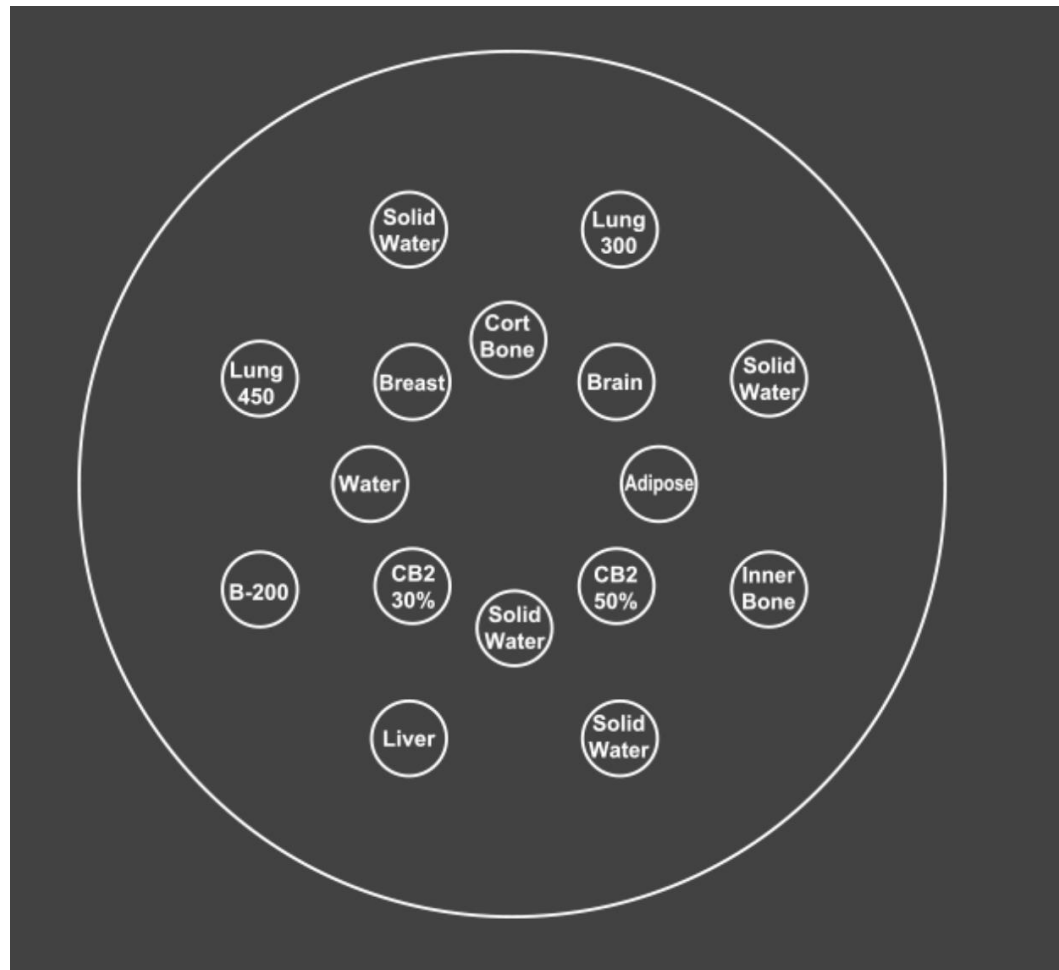 Solid
Water
Lung
300
Cort
Bone
Lung
450
Breast
Brain
Solid
Water
Water
Adipose
B-200
CB2
30%
Solid
Water
CB2
50%
Inner
Bone
Liver
Solid
Water